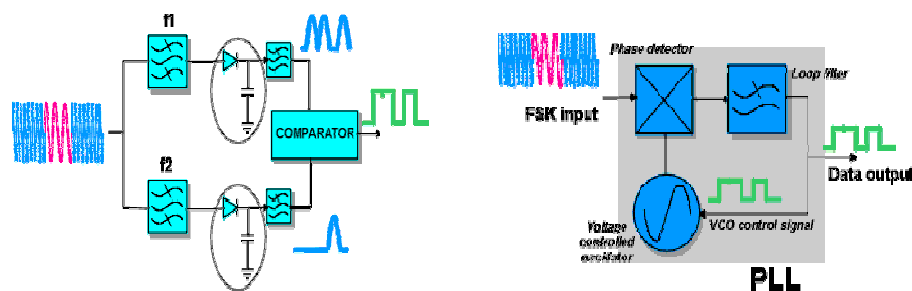 f1
COMPARATOR
f2
Phase detector
Loop filter
FSK input
Data output
VCO control signal
Voltage
controlled
oscillator
PLL